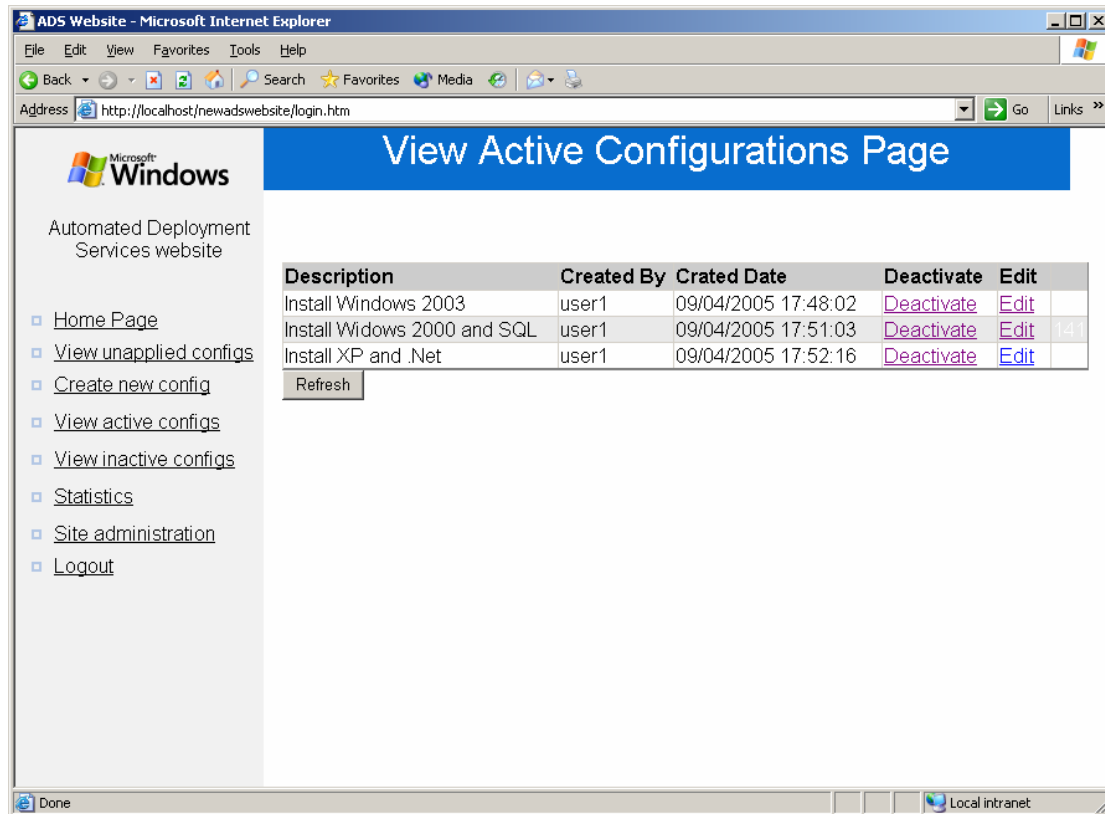 ADS Website - Microsoft Internet Explorer
File Edit View Favorites Tools Help
Back Search Favorites Media
Address http://localhost/newadswebsite/login.htm Go Links »
Microsoft
Windows
View Active Configurations Page
Automated Deployment
Services website
Home Page
View unapplied configs
Create new config
View active configs
View inactive configs
Statistics
Site administration
Logout
Description Created By Crated Date Deactivate Edit
Install Windows 2003 user1 09/04/2005 17:48:02 Deactivate Edit
Install Widows 2000 and SQL user1 09/04/2005 17:51:03 Deactivate Edit 141
Install XP and .Net user1 09/04/2005 17:52:16 Deactivate Edit
Refresh
Done Local intranet